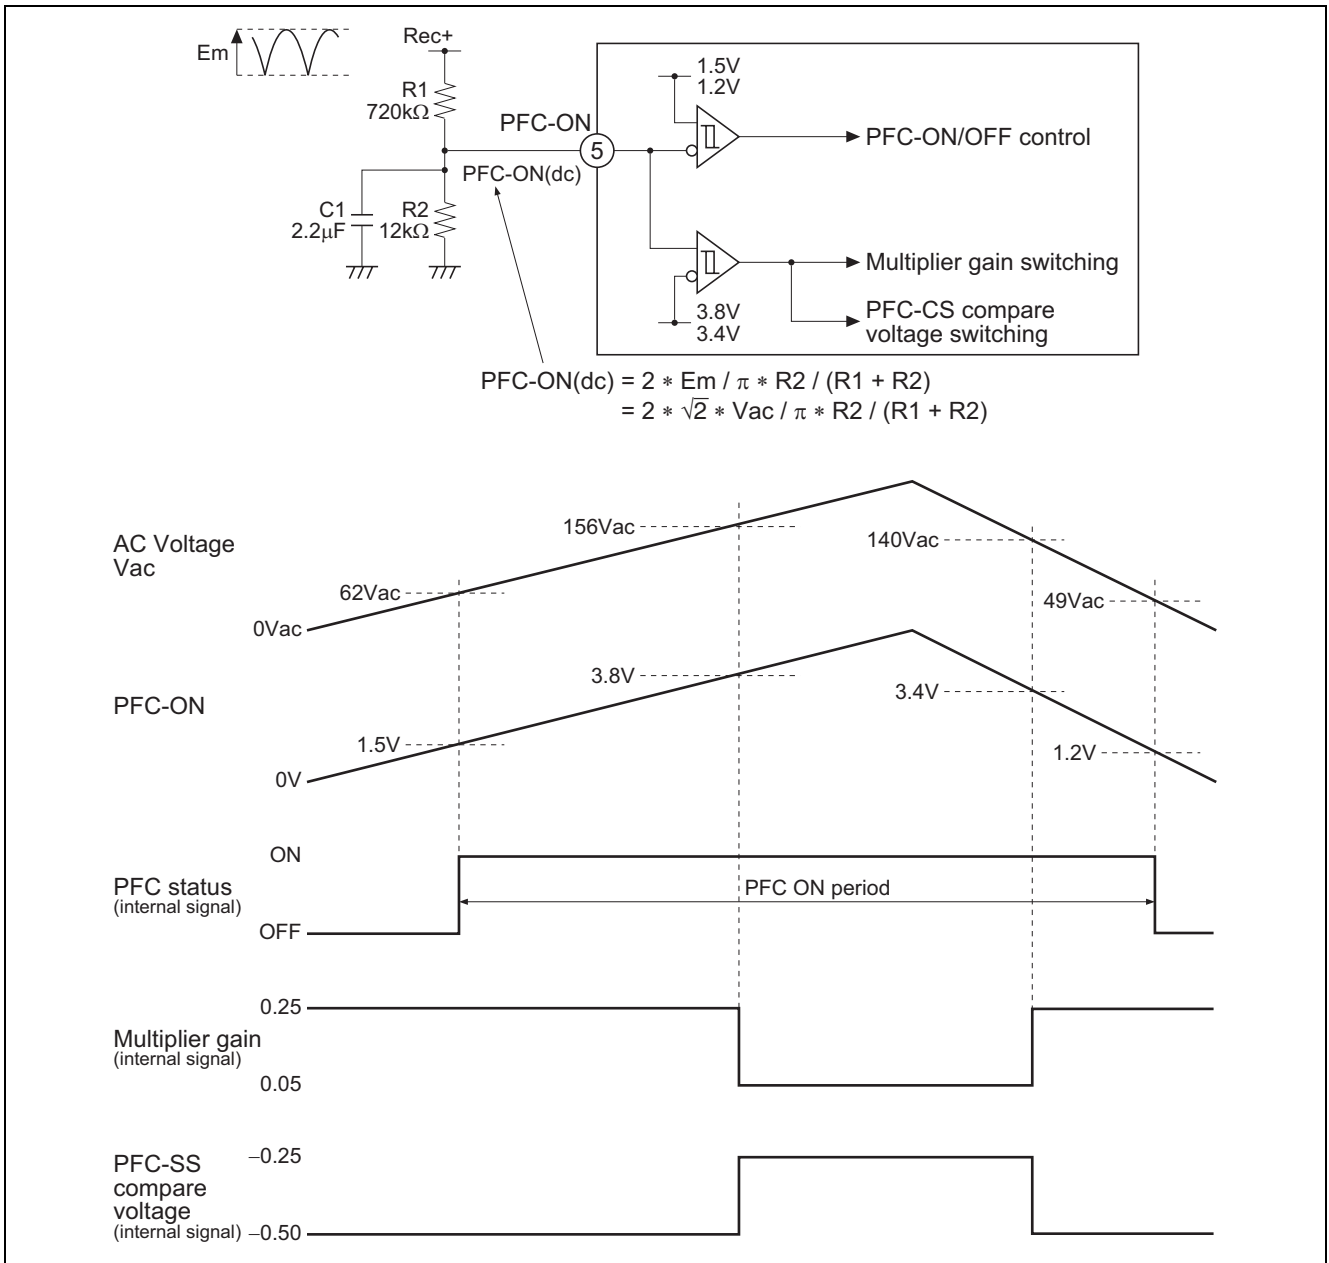 Em
Rec+
R1
720kΩ
PFC-ON
5
PFC-ON(dc)
C1
2.2μF
R2
12kΩ
1.5V
1.2V
PFC-ON/OFF control
Multiplier gain switching
3.8V
3.4V
PFC-CS compare
voltage switching
PFC-ON(dc) = 2 ∗ Em / π ∗ R2 / (R1 + R2)
= 2 ∗ √2 ∗ Vac / π ∗ R2 / (R1 + R2)
AC Voltage
Vac
156Vac
140Vac
62Vac
49Vac
0Vac
PFC-ON
3.8V
3.4V
1.5V
1.2V
0V
ON
PFC status
(internal signal)
PFC ON period
OFF
0.25
Multiplier gain
(internal signal)
0.05
PFC-SS
compare
voltage
(internal signal)
−0.25
−0.50